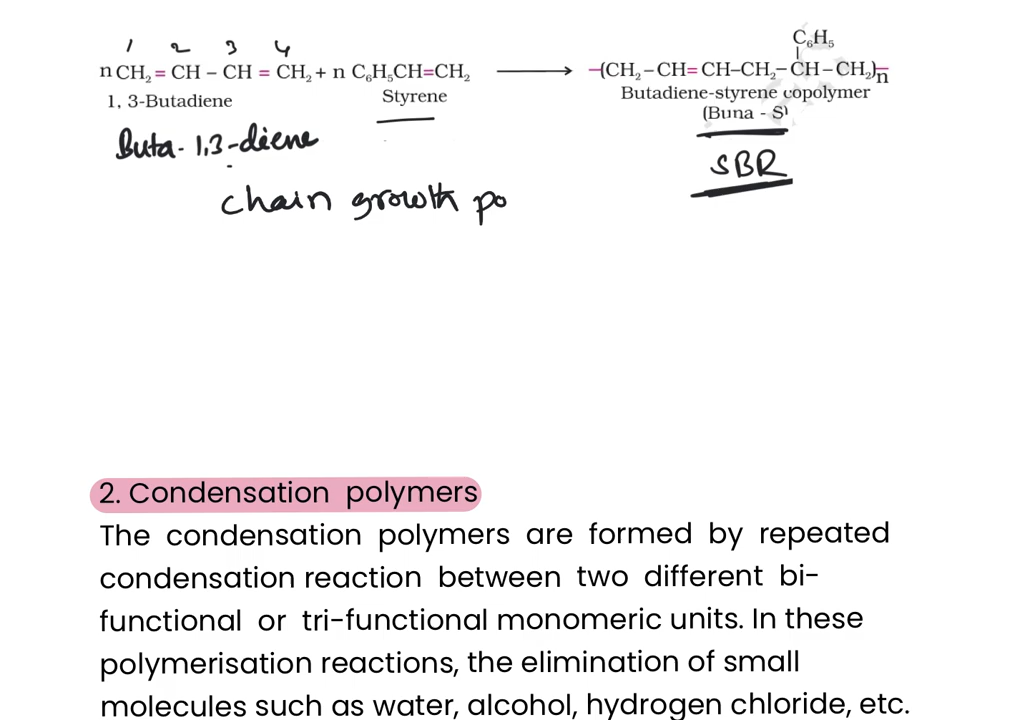 1 2 3 4
C₆H₅
n CH₂ = CH – CH = CH₂ + n C₆H₅CH=CH₂ ⟶ –(CH₂–CH=CH–CH₂–CH–CH₂)–n
1, 3-Butadiene Styrene Butadiene-styrene copolymer
(Buna - S)
Buta-1,3-diene
SBR
chain growth po
2. Condensation polymers
The condensation polymers are formed by repeated
condensation reaction between two different bi-
functional or tri-functional monomeric units. In these
polymerisation reactions, the elimination of small
molecules such as water, alcohol, hydrogen chloride, etc.